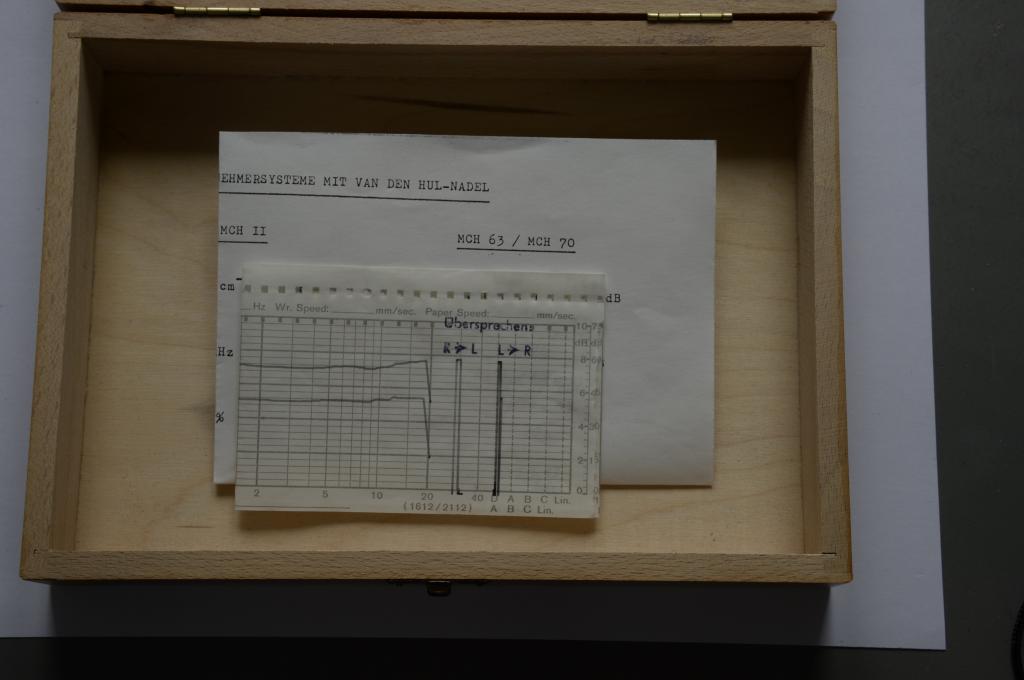 EHMERSYSTEME MIT VAN DEN HUL-NADEL
MCH II
MCH 63 / MCH 70
cm
dB
Hz
%
Hz Wr. Speed: mm/sec. Paper Speed: mm/sec.
Übersprechens
R➔L L➔R
10
dB dB
8
6
4
2
0
2 5 10 20 40 D A B C Lin.
(1612/2112) A B C Lin.